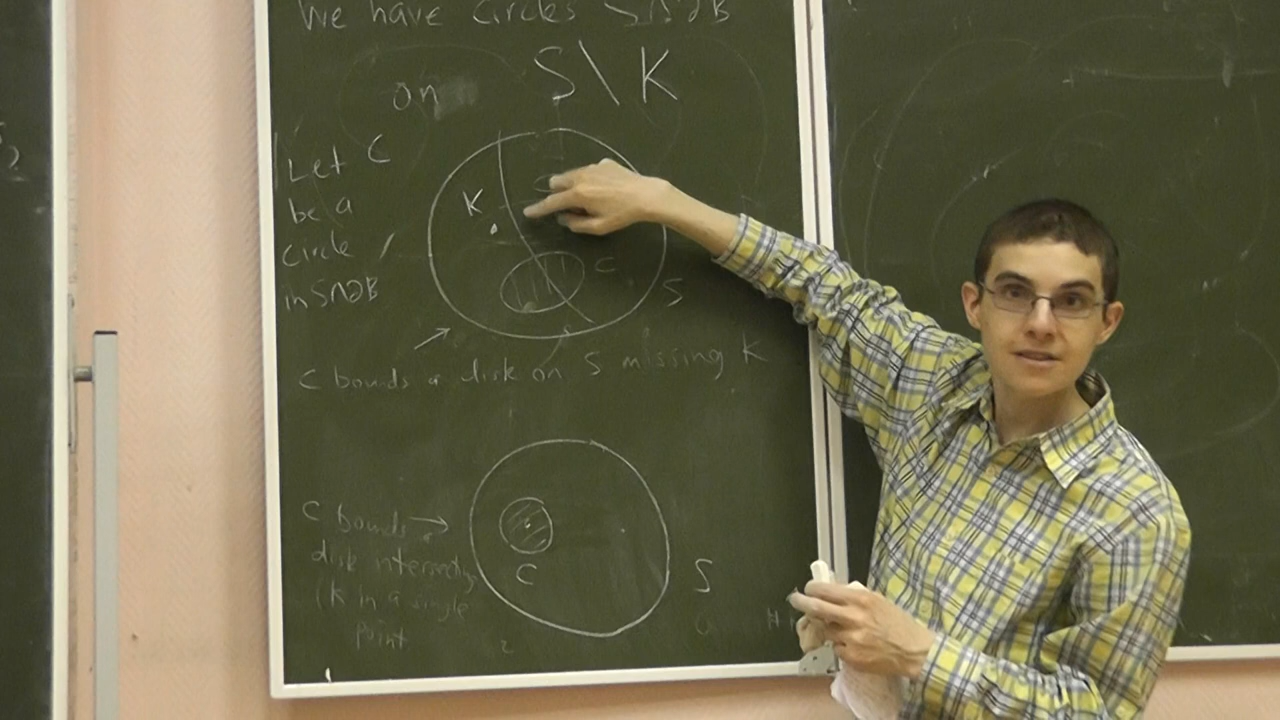 We have circles S∩∂B
on S\K
Let C
be a
circle
in S∩∂B
K
C
S
C bounds a disk on S missing K
C bounds →
disk intersecting
K in a single
point
C
S